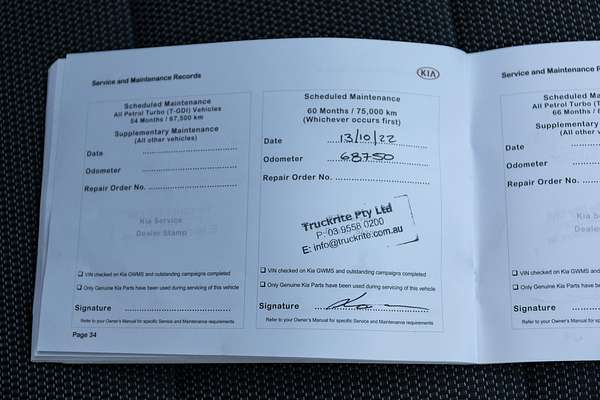 Service and Maintenance Records
KIA
Scheduled Maintenance
All Petrol Turbo (T-GDI) Vehicles
54 Months / 67,500 km
Supplementary Maintenance
(All other vehicles)
Date
Odometer
Repair Order No.
Kia Service
Dealer Stamp
❑ VIN checked on Kia GWMS and outstanding campaigns completed
❑ Only Genuine Kia Parts have been used during servicing of this vehicle
Signature
Refer to your Owner's Manual for specific Service and Maintenance requirements
Page 34
Scheduled Maintenance
60 Months / 75,000 km
(Whichever occurs first)
Date 13/10/22
Odometer 68750
Repair Order No.
Truckrite Pty Ltd
P: 03 9558 0200
E: info@truckrite.com.au
❑ VIN checked on Kia GWMS and outstanding campaigns completed
❑ Only Genuine Kia Parts have been used during servicing of this vehicle
Signature
Refer to your Owner's Manual for specific Service and Maintenance requirements
Service and Maintenance
Scheduled
All Petrol Turbo
66 Months /
Supplementary
(All other
Date
Odometer
Repair Order No.
Kia Se
Dealer
❑ VIN checked on Kia GWMS and
❑ Only Genuine Kia Parts have been
Signature
Refer to your Owner's Manual for specific